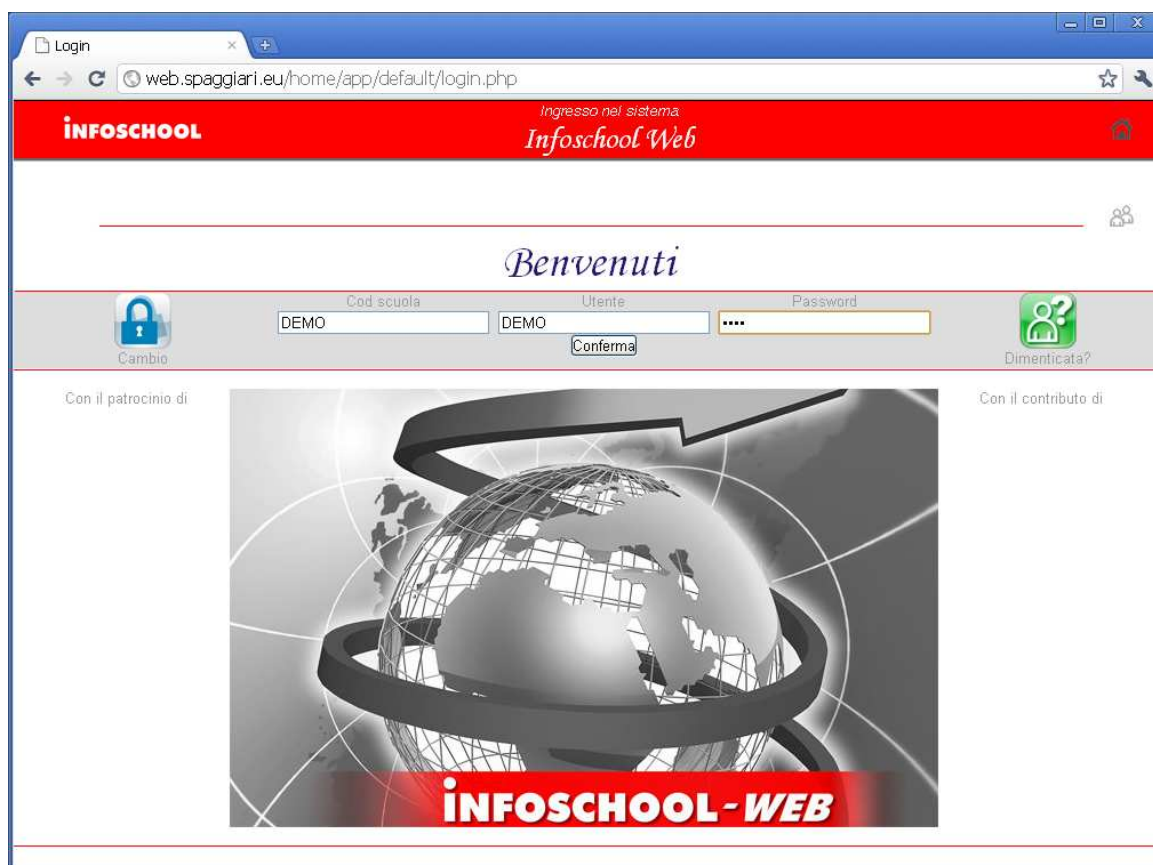 Login
web.spaggiari.eu/home/app/default/login.php
INFOSCHOOL
Ingresso nel sistema
Infoschool Web
Benvenuti
Cod scuola Utente Password
DEMO DEMO ••••
Conferma
Cambio Dimenticata?
Con il patrocinio di Con il contributo di
INFOSCHOOL-WEB